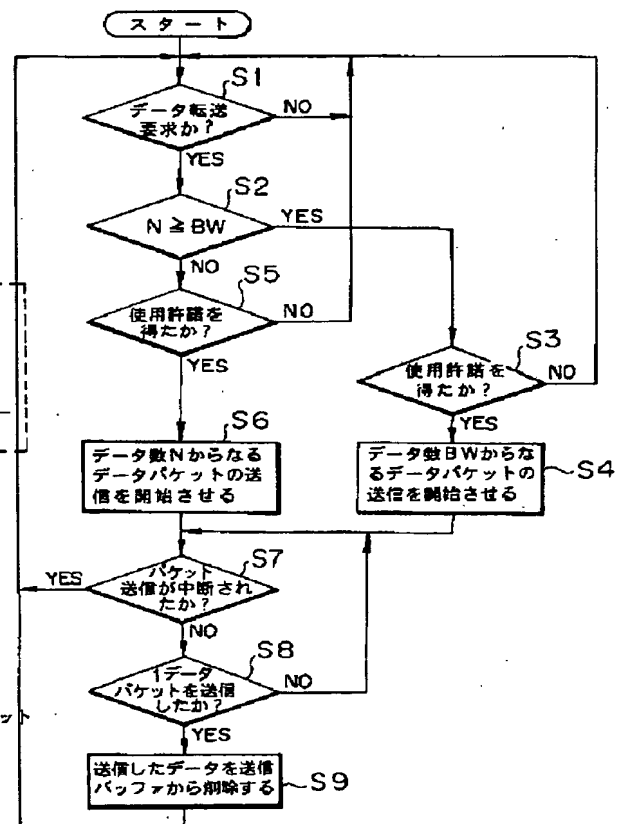 スタート
S1
データ転送
要求か?
NO
YES
S2
N ≧ BW
YES
NO
S5
使用許諾を
得たか?
NO
YES
S3
使用許諾を
得たか?
NO
YES
S6
データ数Nからなる
データパケットの送
信を開始させる
データ数BWからな
るデータパケットの
送信を開始させる
S4
S7
パケット
送信が中断され
たか?
YES
NO
S8
1データ
パケットを送信
したか?
NO
YES
ット
送信したデータを送信
バッファから削除する
S9